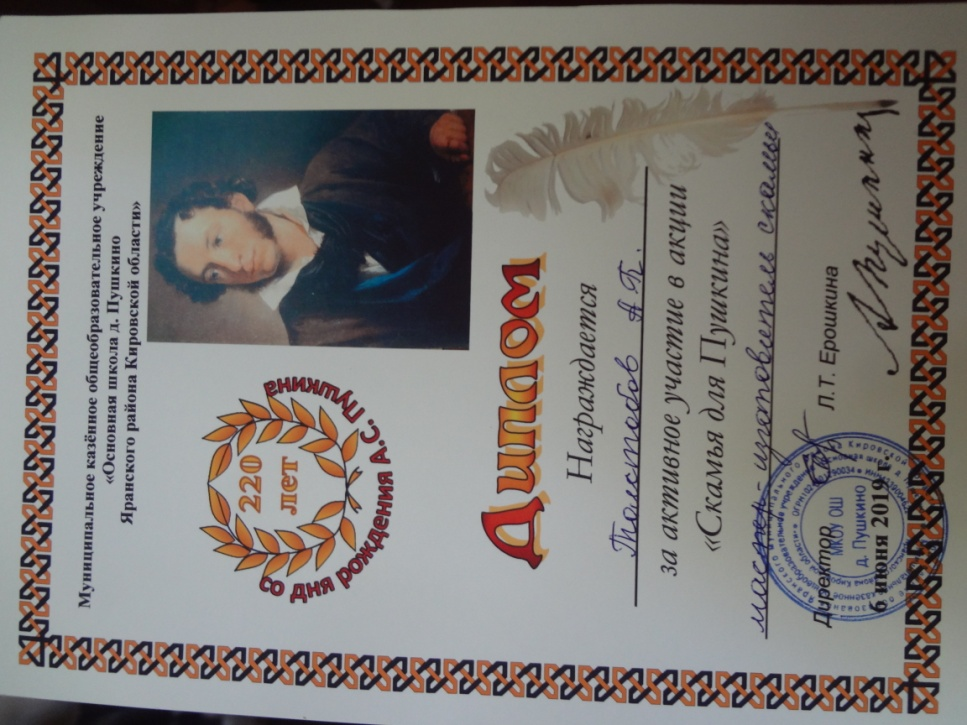 Муниципальное казённое общеобразовательное учреждение
«Основная школа д. Пушкино
Яранского района Кировской области»
220
лет
со дня рождения А.С. Пушкина
Диплом
Награждается
Толстобов А.П.
за активное участие в акции
«Скамья для Пушкина»
мастер-изготовитель скамьи
Директор Л.Т. Ерошкина
6 июня 2019 г.
МКОУ ОШ
д. Пушкино
А Пушкин